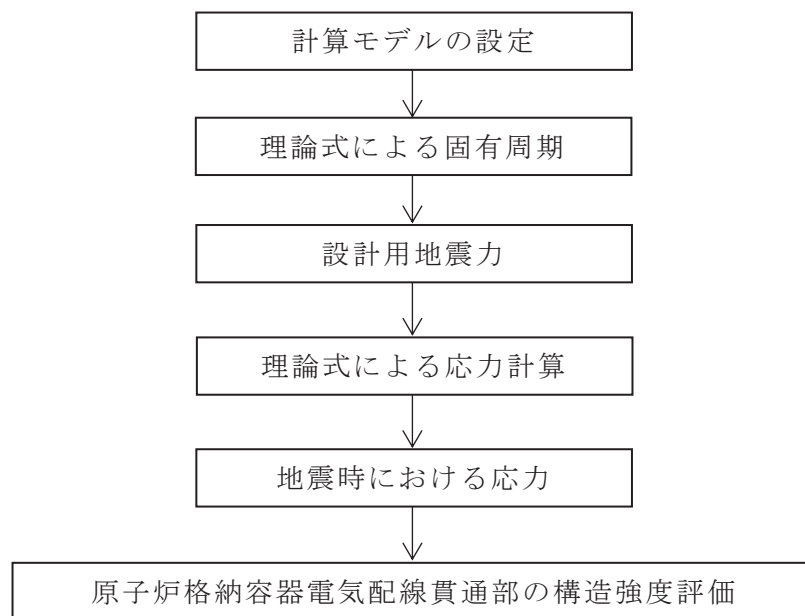 計算モデルの設定
理論式による固有周期
設計用地震力
理論式による応力計算
地震時における応力
原子炉格納容器電気配線貫通部の構造強度評価